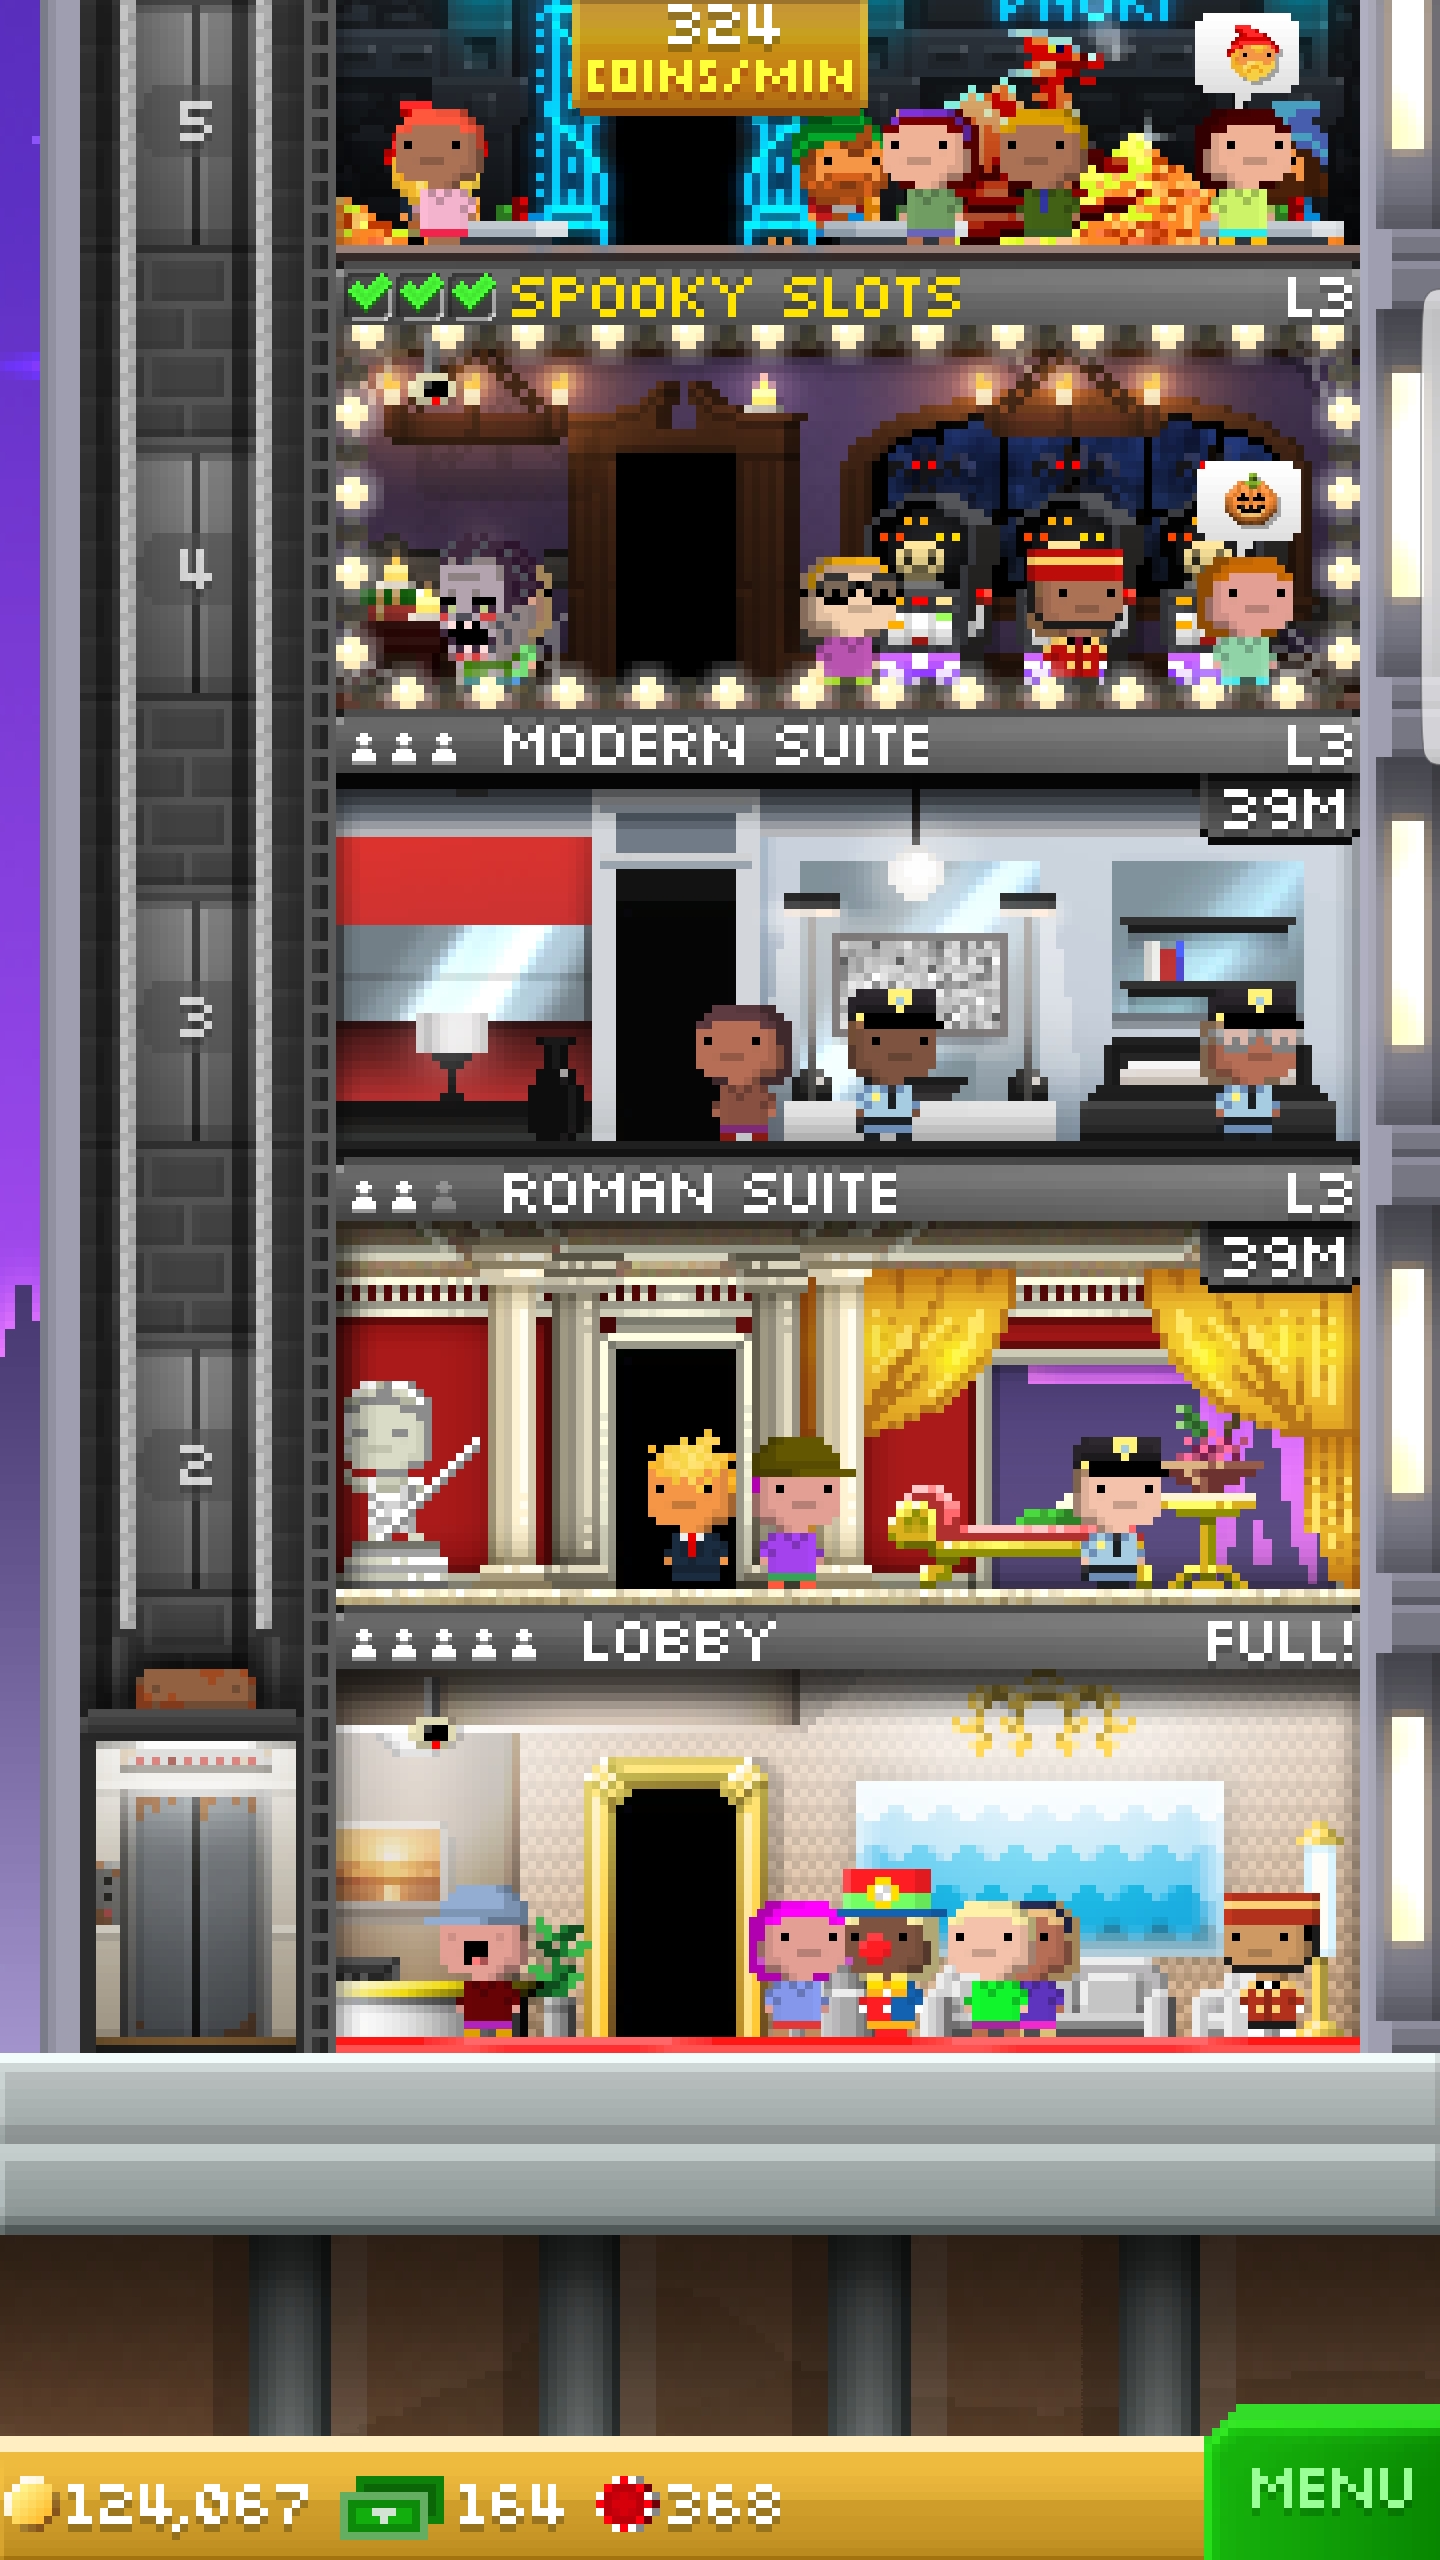 324
COINS/MIN
5
SPOOKY SLOTS L3
4
MODERN SUITE L3
39M
3
ROMAN SUITE L3
39M
2
LOBBY FULL!
124,067 164 368
MENU